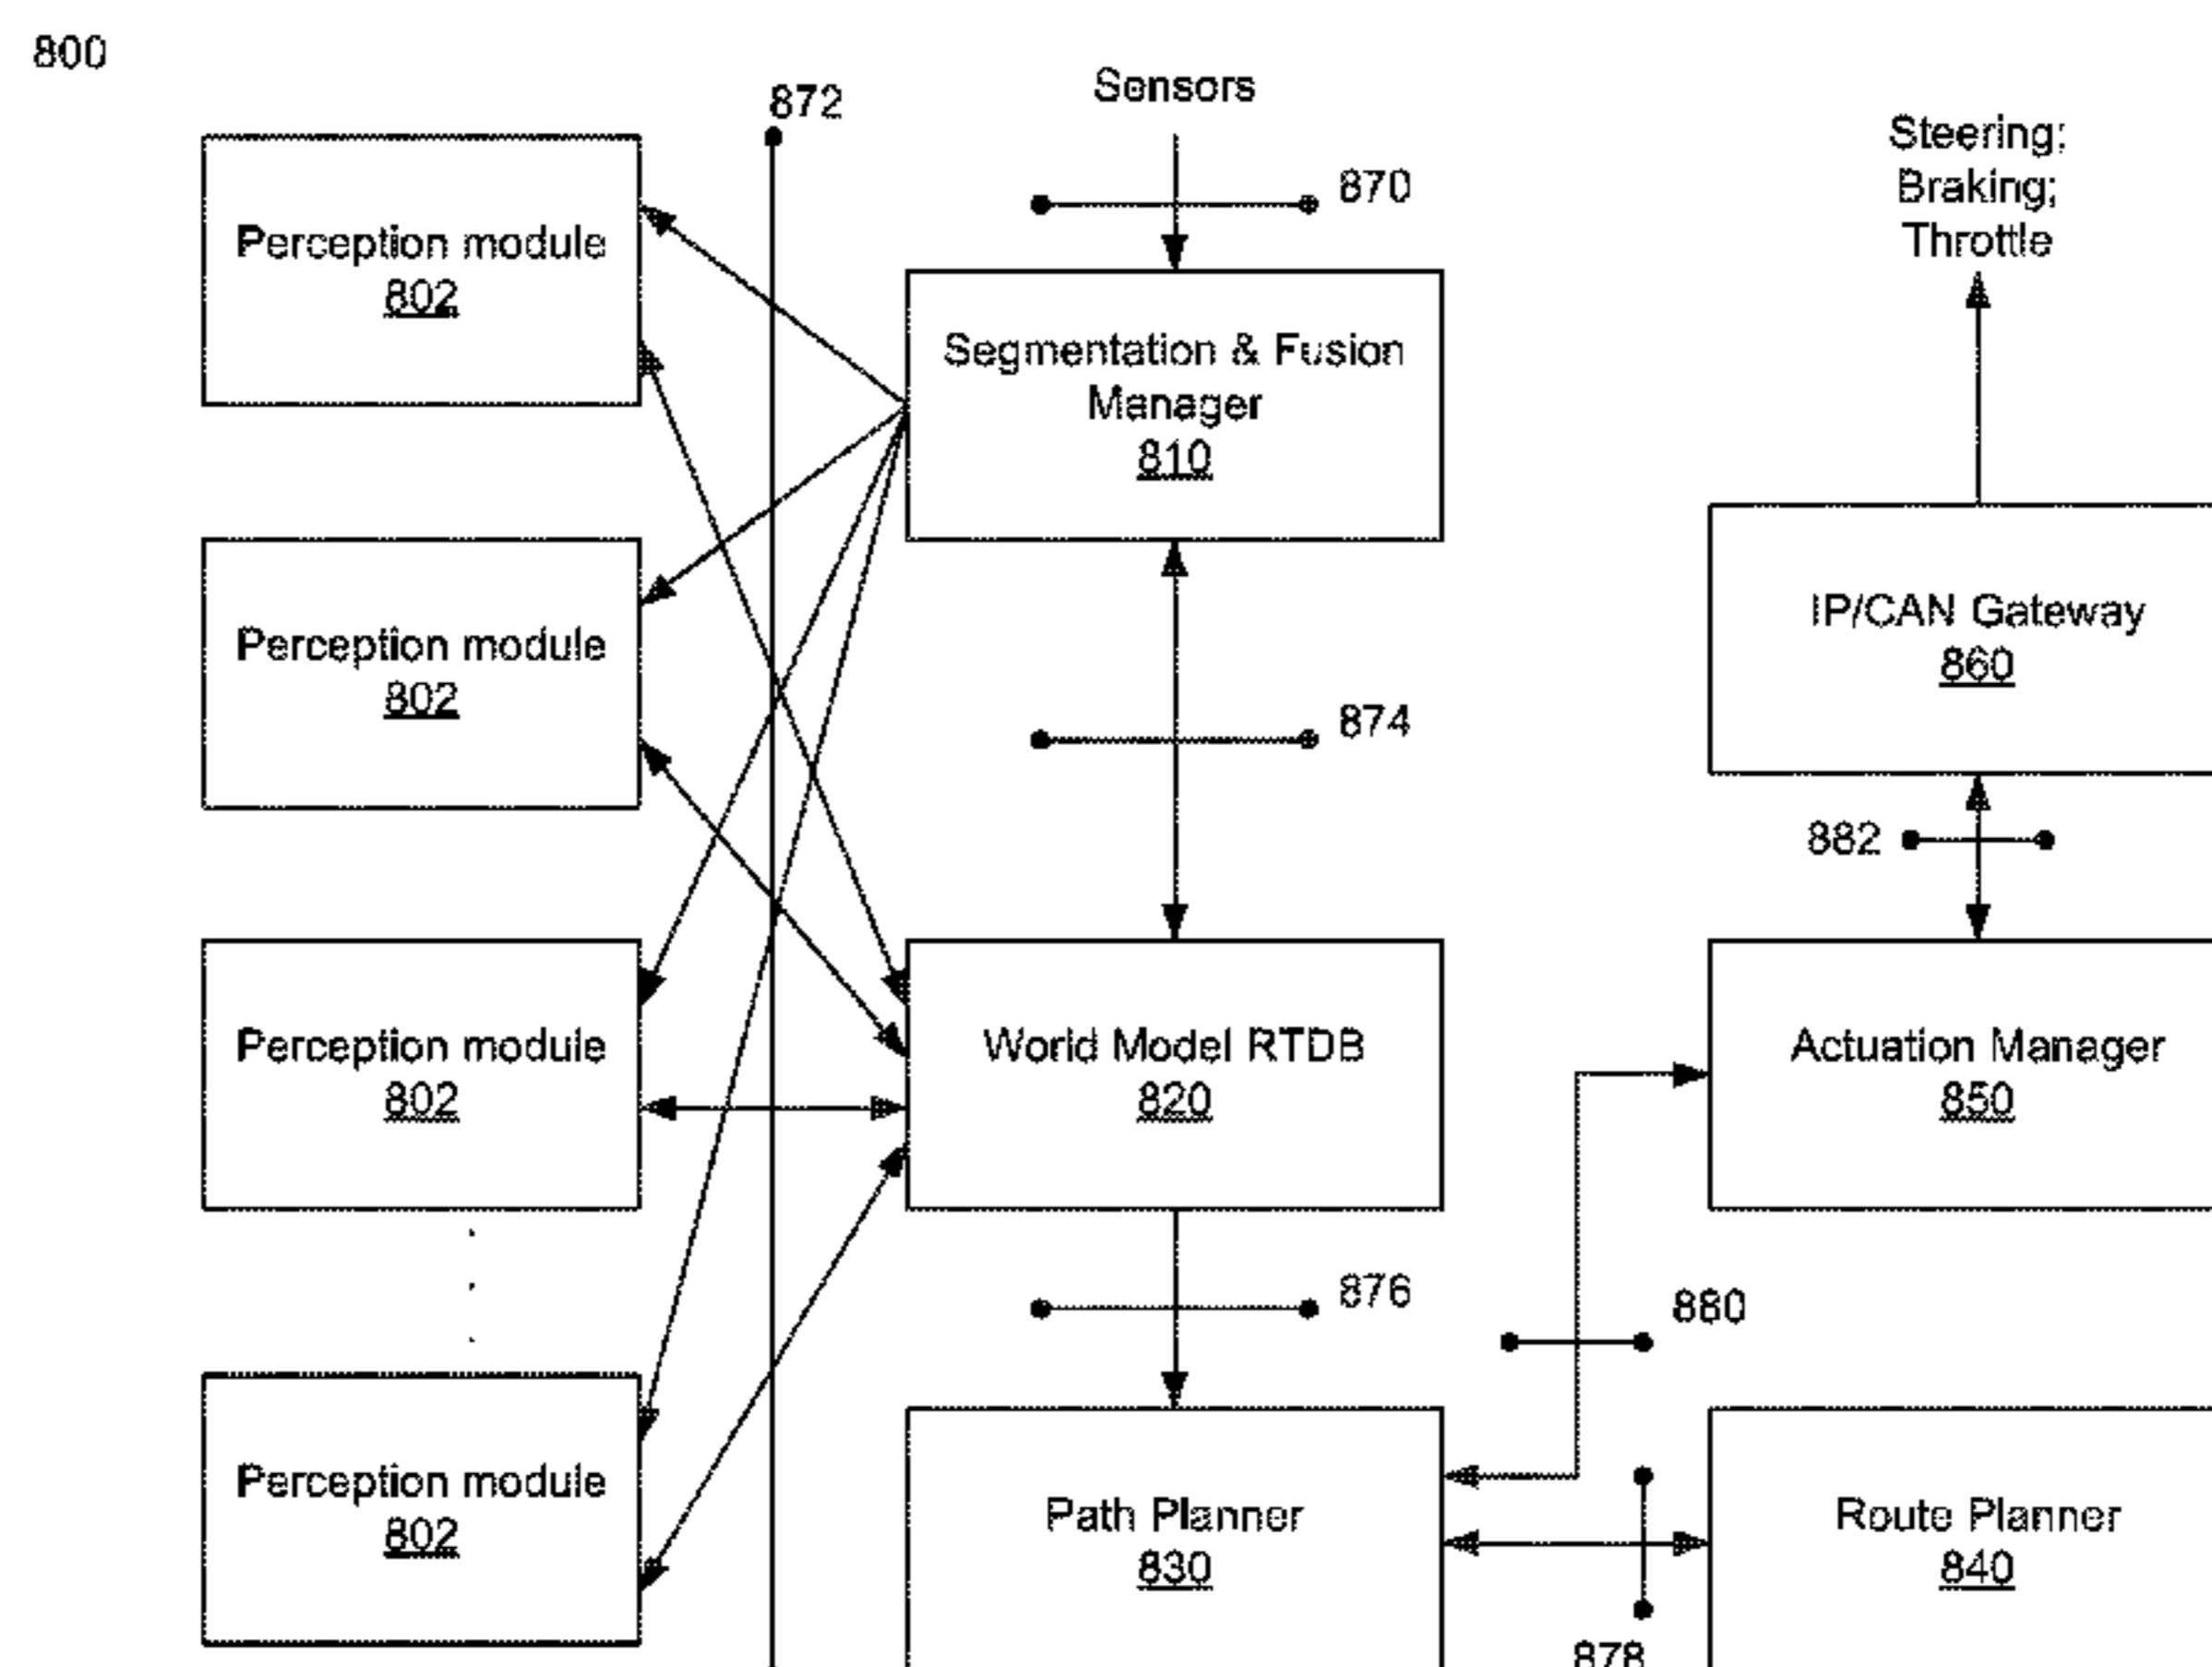 800
872
Sensors
870
Steering;
Braking;
Throttle
Perception module
802
Segmentation & Fusion
Manager
810
IP/CAN Gateway
860
Perception module
802
874
882
Perception module
802
World Model RTDB
820
Actuation Manager
850
876
880
Perception module
802
Path Planner
830
Route Planner
840
878